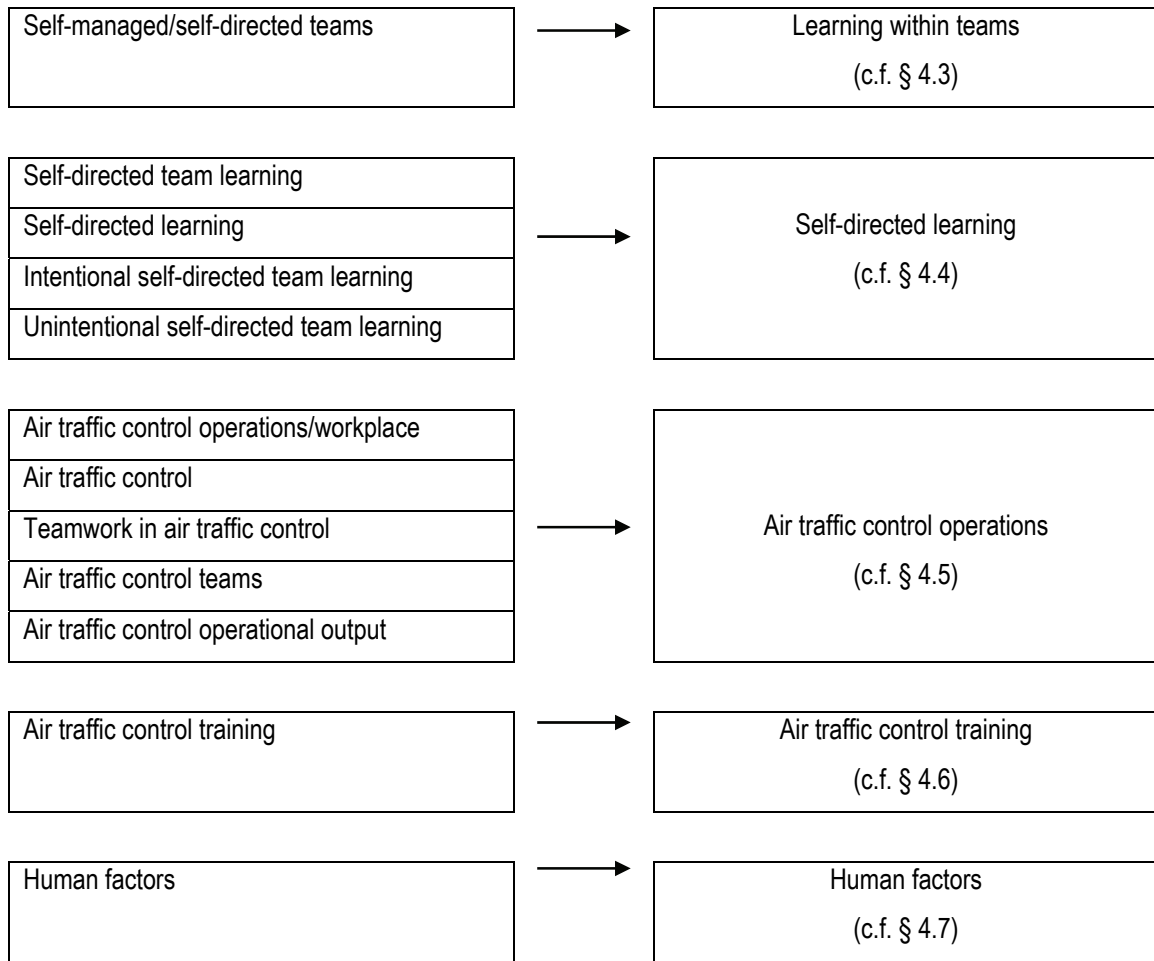 Self-managed/self-directed teams
Learning within teams
(c.f. § 4.3)
Self-directed team learning
Self-directed learning
Intentional self-directed team learning
Unintentional self-directed team learning
Self-directed learning
(c.f. § 4.4)
Air traffic control operations/workplace
Air traffic control
Teamwork in air traffic control
Air traffic control teams
Air traffic control operational output
Air traffic control operations
(c.f. § 4.5)
Air traffic control training
Air traffic control training
(c.f. § 4.6)
Human factors
Human factors
(c.f. § 4.7)